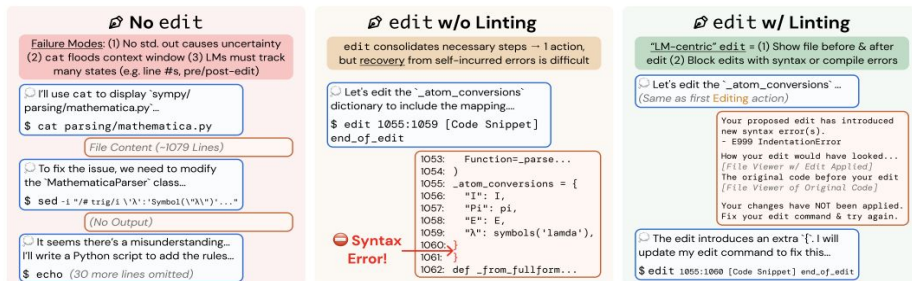 No edit
Failure Modes: (1) No std. out causes uncertainty
(2) cat floods context window (3) LMs must track
many states (e.g. line #s, pre/post-edit)
I'll use cat to display `sympy/
parsing/mathematica.py`...
$ cat parsing/mathematica.py
File Content (~1079 Lines)
To fix the issue, we need to modify
the `MathematicaParser` class...
$ sed -i "/# trig/i \'λ':'Symbol(\"λ\")'..."
(No Output)
It seems there's a misunderstanding...
I'll write a Python script to add the rules...
$ echo (30 more lines omitted)
edit w/o Linting
edit consolidates necessary steps → 1 action,
but recovery from self-incurred errors is difficult
Let's edit the `_atom_conversions`
dictionary to include the mapping....
$ edit 1055:1059 [Code Snippet]
end_of_edit
1053: Function=_parse...
1054: )
1055: _atom_conversions = {
1056: "I": I,
1057: "Pi": pi,
1058: "E": E,
1059: "λ": symbols('lamda'),
1060: }
1061: }
1062: def _from_fullform...
Syntax
Error!
edit w/ Linting
"LM-centric" edit = (1) Show file before & after
edit (2) Block edits with syntax or compile errors
Let's edit the `_atom_conversions` ...
(Same as first Editing action)
Your proposed edit has introduced
new syntax error(s).
- E999 IndentationError
How your edit would have looked...
[File Viewer w/ Edit Applied]
The original code before your edit
[File Viewer of Original Code]
Your changes have NOT been applied.
Fix your edit command & try again.
The edit introduces an extra `{`. I will
update my edit command to fix this...
$ edit 1055:1060 [Code Snippet] end_of_edit